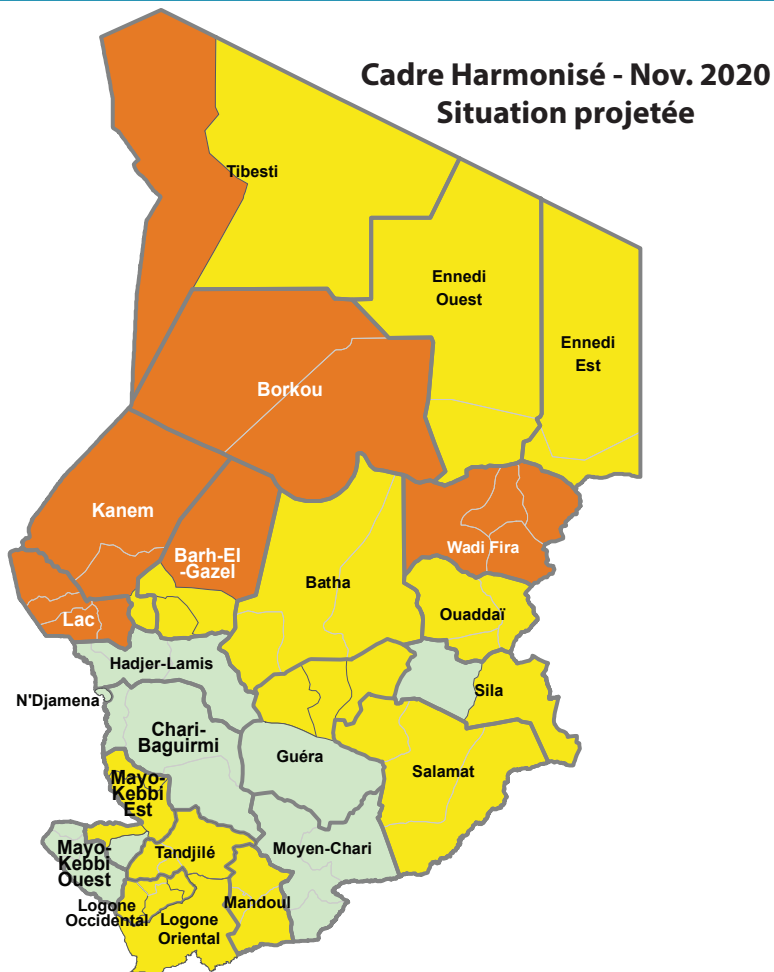 Cadre Harmonisé - Nov. 2020
Situation projetée
Tibesti
Ennedi
Ouest
Ennedi
Est
Borkou
Kanem
Barh-El
-Gazel
Wadi Fira
Batha
Lac
Ouaddaï
Hadjer-Lamis
Sila
N'Djamena
Chari-
Baguirmi
Guéra
Salamat
Mayo-
Kebbi
Est
Mayo-
Kebbi
Ouest
Tandjilé
Moyen-Chari
Logone
Occidental
Mandoul
Logone
Oriental